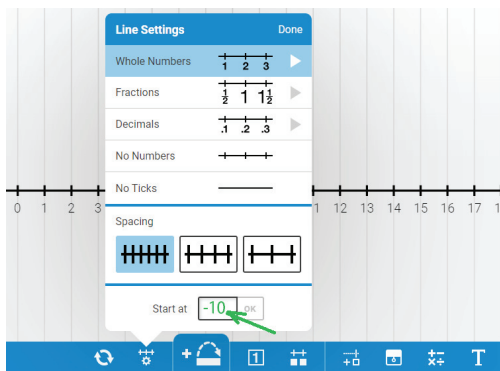 Line Settings Done
Whole Numbers 1 2 3
Fractions 1/2 1 1 1/2
Decimals .1 .2 .3
No Numbers
No Ticks
0 1 2 3 1 12 13 14 15 16 17 1
Spacing
Start at -10 OK
+ 1 T